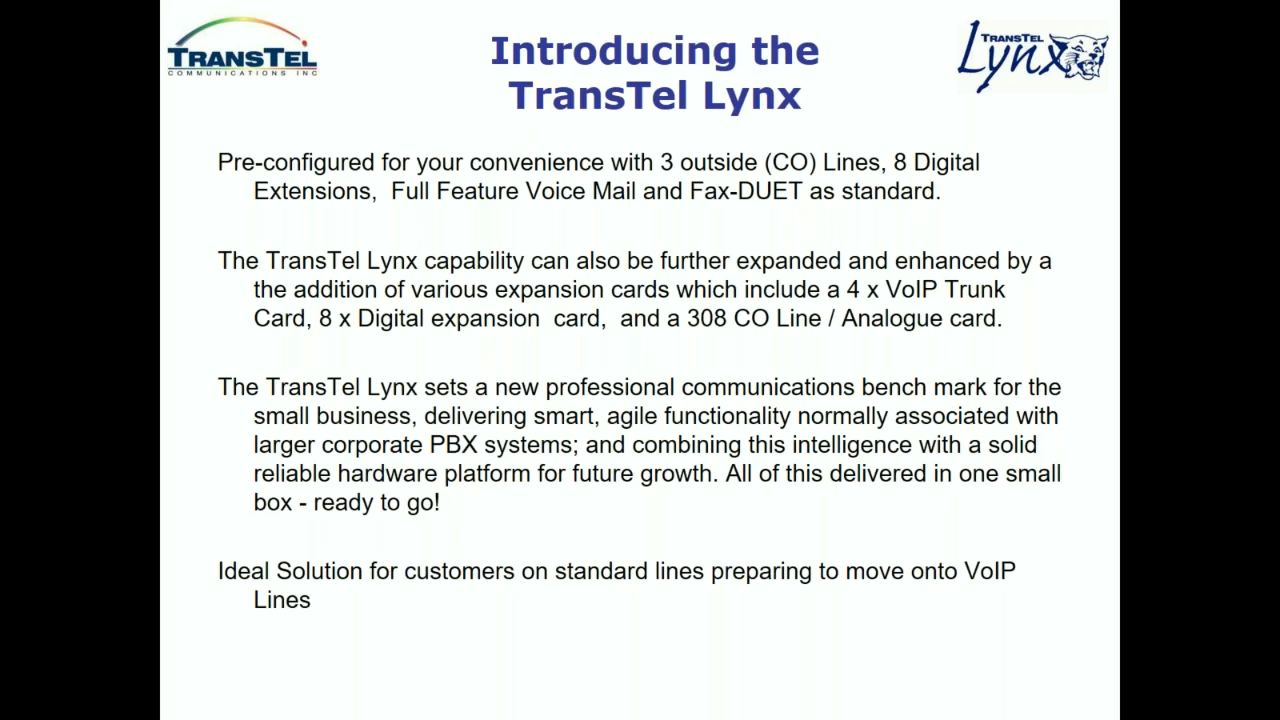 TRANSTEL
COMMUNICATIONS INC
Introducing the
TransTel Lynx
TRANSTEL
Lynx
Pre-configured for your convenience with 3 outside (CO) Lines, 8 Digital
Extensions,  Full Feature Voice Mail and Fax-DUET as standard.
The TransTel Lynx capability can also be further expanded and enhanced by a
the addition of various expansion cards which include a 4 x VoIP Trunk
Card, 8 x Digital expansion  card,  and a 308 CO Line / Analogue card.
The TransTel Lynx sets a new professional communications bench mark for the
small business, delivering smart, agile functionality normally associated with
larger corporate PBX systems; and combining this intelligence with a solid
reliable hardware platform for future growth. All of this delivered in one small
box - ready to go!
Ideal Solution for customers on standard lines preparing to move onto VoIP
Lines